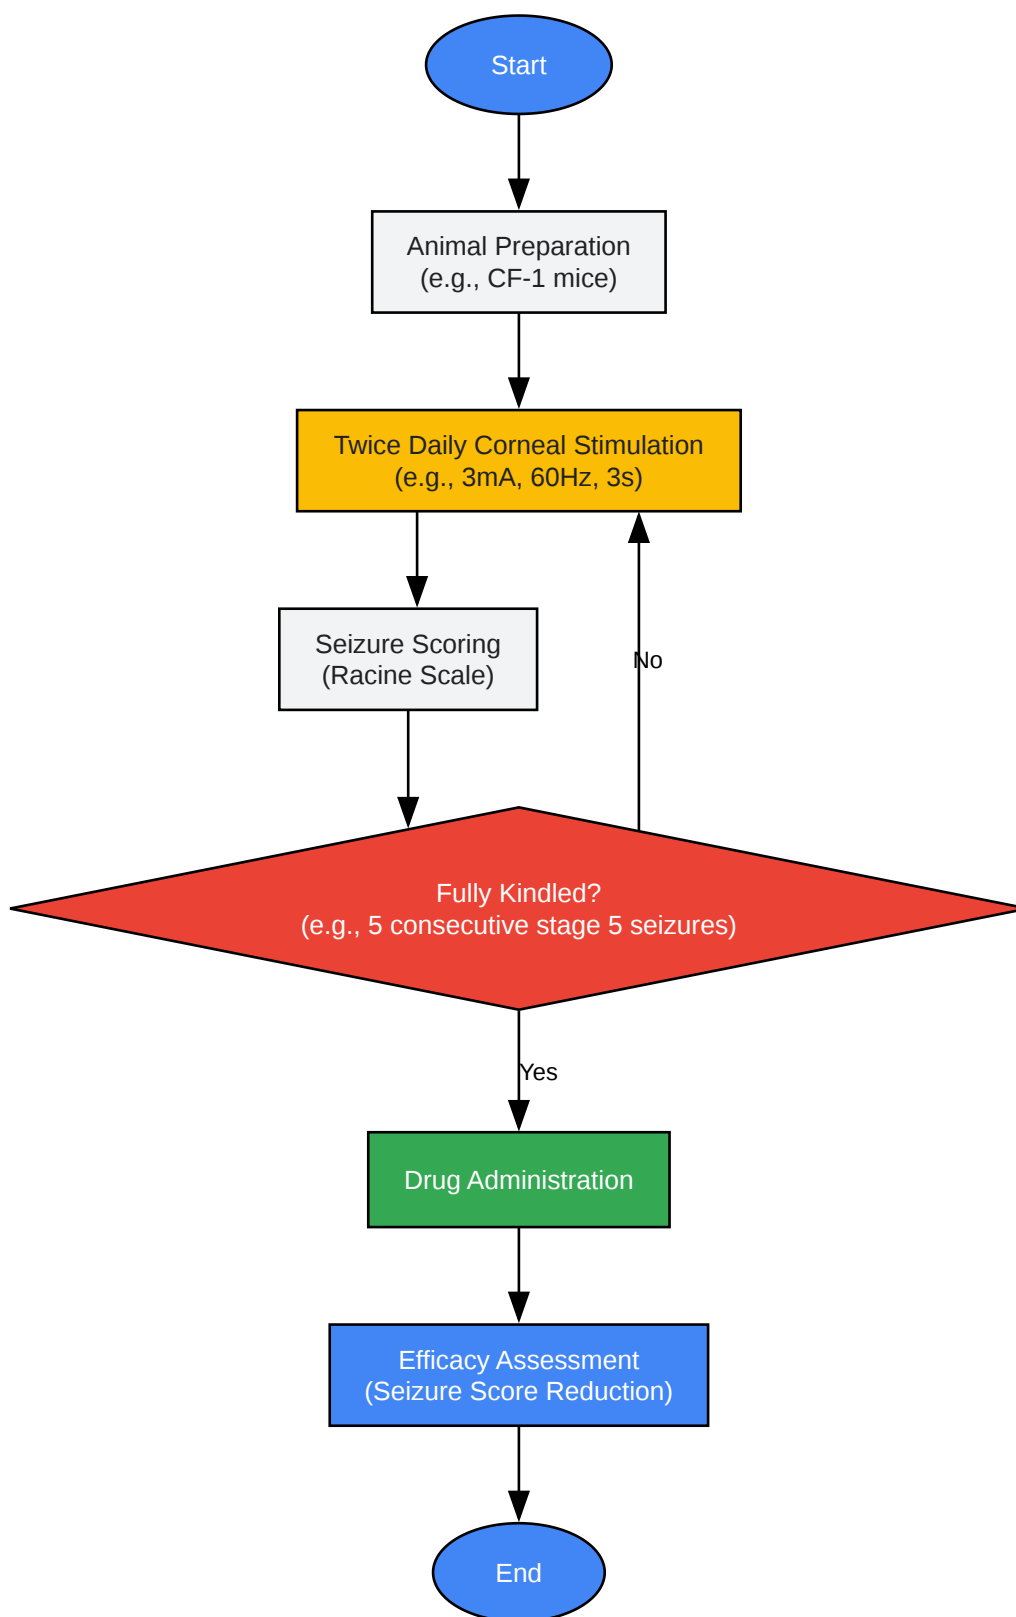 Start
Animal Preparation
(e.g., CF-1 mice)
Twice Daily Corneal Stimulation
(e.g., 3mA, 60Hz, 3s)
Seizure Scoring
(Racine Scale)
No
Fully Kindled?
(e.g., 5 consecutive stage 5 seizures)
Yes
Drug Administration
Efficacy Assessment
(Seizure Score Reduction)
End